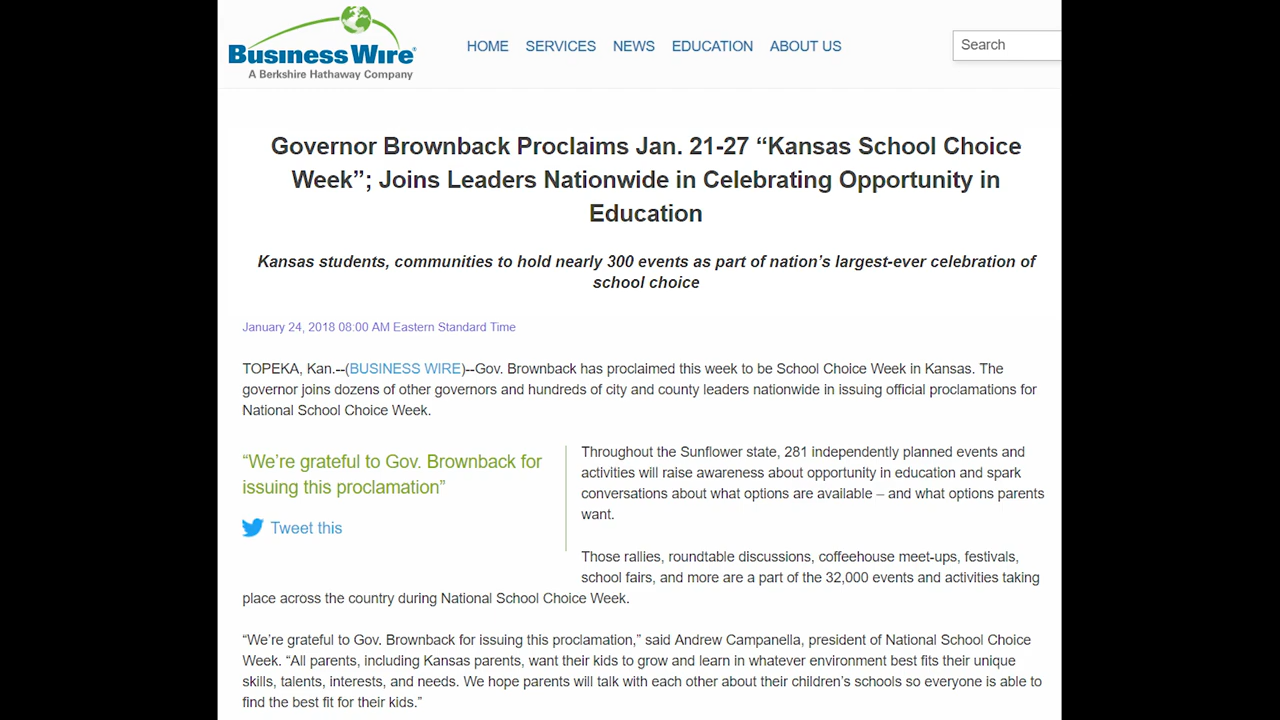 Business Wire
A Berkshire Hathaway Company
HOME SERVICES NEWS EDUCATION ABOUT US
Search
Governor Brownback Proclaims Jan. 21-27 “Kansas School Choice
Week”; Joins Leaders Nationwide in Celebrating Opportunity in
Education
Kansas students, communities to hold nearly 300 events as part of nation’s largest-ever celebration of
school choice
January 24, 2018 08:00 AM Eastern Standard Time
TOPEKA, Kan.--(BUSINESS WIRE)--Gov. Brownback has proclaimed this week to be School Choice Week in Kansas. The
governor joins dozens of other governors and hundreds of city and county leaders nationwide in issuing official proclamations for
National School Choice Week.
“We’re grateful to Gov. Brownback for
issuing this proclamation”
Tweet this
Throughout the Sunflower state, 281 independently planned events and
activities will raise awareness about opportunity in education and spark
conversations about what options are available – and what options parents
want.
Those rallies, roundtable discussions, coffeehouse meet-ups, festivals,
school fairs, and more are a part of the 32,000 events and activities taking
place across the country during National School Choice Week.
“We’re grateful to Gov. Brownback for issuing this proclamation,” said Andrew Campanella, president of National School Choice
Week. “All parents, including Kansas parents, want their kids to grow and learn in whatever environment best fits their unique
skills, talents, interests, and needs. We hope parents will talk with each other about their children’s schools so everyone is able to
find the best fit for their kids.”